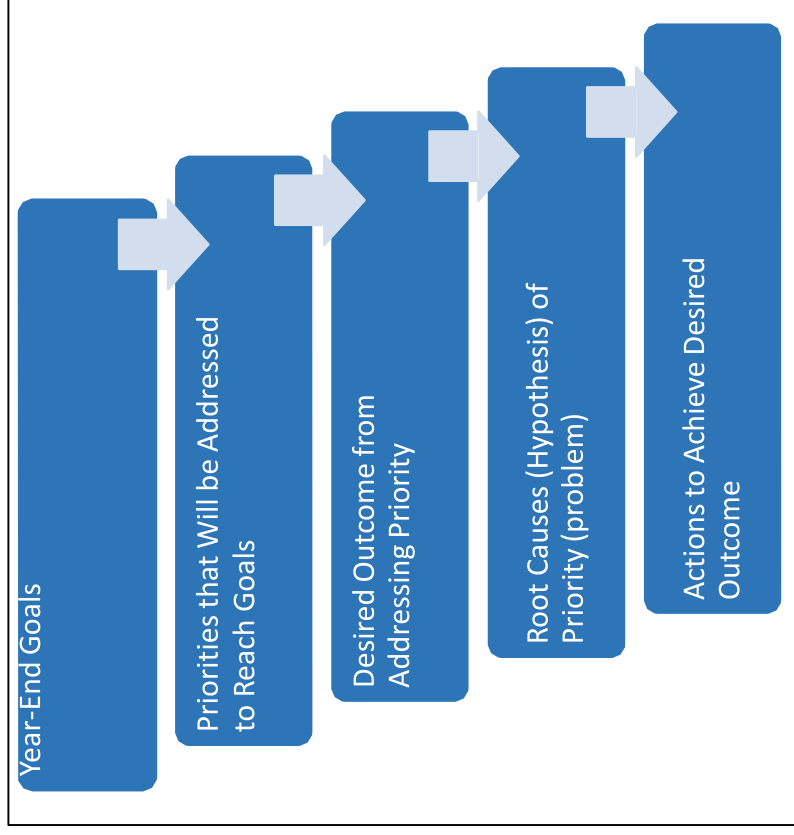 Year-End Goals
Priorities that Will be Addressed
to Reach Goals
Desired Outcome from
Addressing Priority
Root Causes (Hypothesis) of
Priority (problem)
Actions to Achieve Desired
Outcome